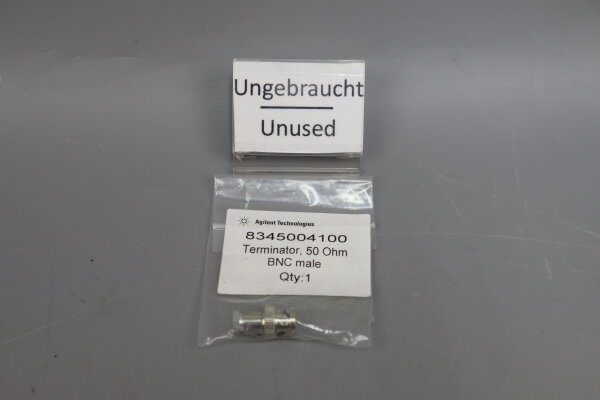 Ungebraucht
Unused
Agilent Technologies
8345004100
Terminator, 50 Ohm
BNC male
Qty:1